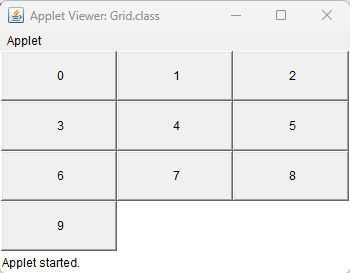 Applet Viewer: Grid.class
Applet
0 1 2
3 4 5
6 7 8
9
Applet started.